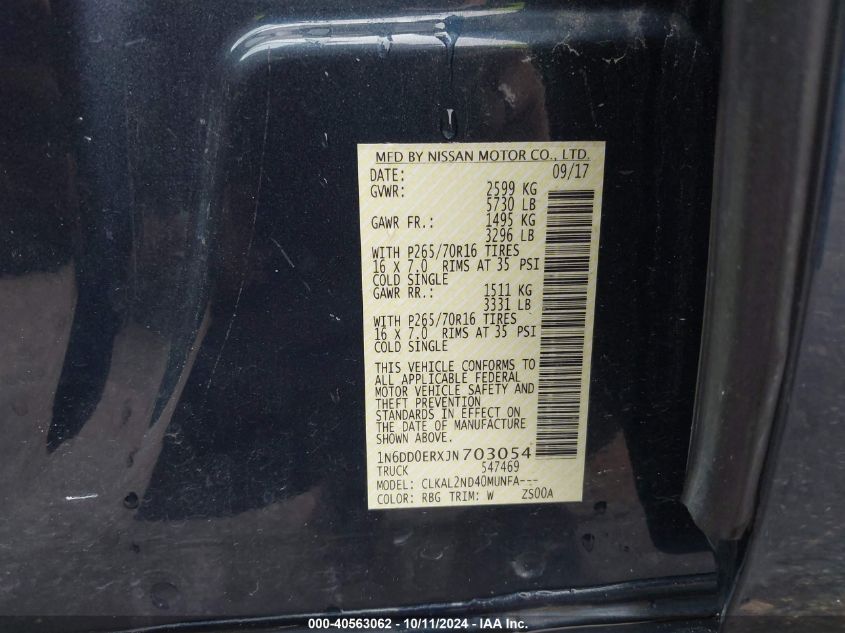 MFD BY NISSAN MOTOR CO., LTD.
DATE: 09/17
GVWR: 2599 KG
5730 LB
GAWR FR.: 1495 KG
3296 LB
WITH P265/70R16 TIRES
16 X 7.0 RIMS AT 35 PSI
COLD SINGLE
GAWR RR.: 1511 KG
3331 LB
WITH P265/70R16 TIRES
16 X 7.0 RIMS AT 35 PSI
COLD SINGLE
THIS VEHICLE CONFORMS TO
ALL APPLICABLE FEDERAL
MOTOR VEHICLE SAFETY AND
THEFT PREVENTION
STANDARDS IN EFFECT ON
THE DATE OF MANUFACTURE
SHOWN ABOVE.
1N6DD0ERXJN703054
TRUCK 547469
MODEL: CLKAL2ND40MUNFA---
COLOR: RBG TRIM: W ZS00A
000-40563062 - 10/11/2024 - IAA Inc.